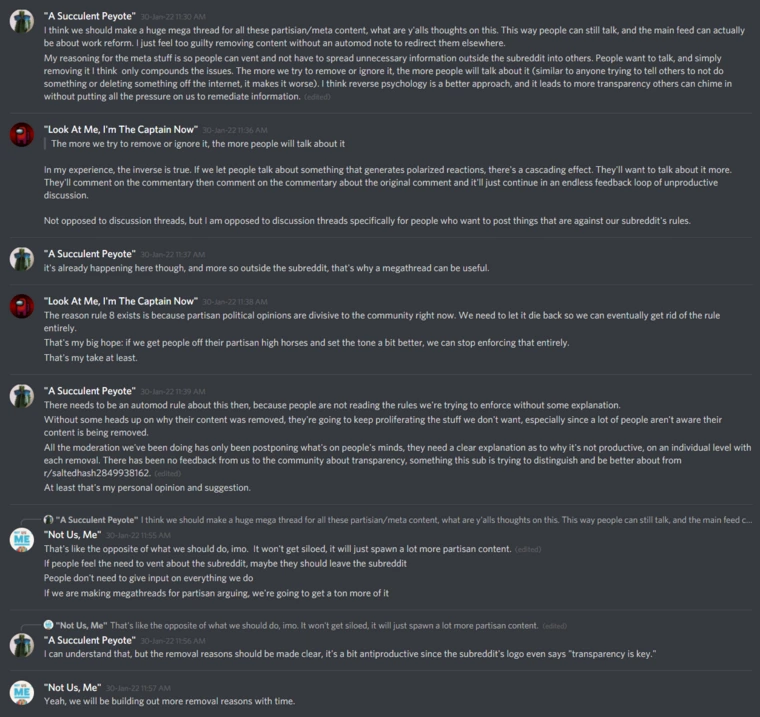 "A Succulent Peyote" 30-Jan-22 11:30 AM
I think we should make a huge mega thread for all these partisian/meta content, what are y'alls thoughts on this. This way people can still talk, and the main feed can actually
be about work reform. I just feel too guilty removing content without an automod note to redirect them elsewhere.
My reasoning for the meta stuff is so people can vent and not have to spread unnecessary information outside the subreddit into others. People want to talk, and simply
removing it I think only compounds the issues. The more we try to remove or ignore it, the more people will talk about it (similar to anyone trying to tell others to not do
something or deleting something off the internet, it makes it worse). I think reverse psychology is a better approach, and it leads to more transparency others can chime in
without putting all the pressure on us to remediate information. (edited)
"Look At Me, I'm The Captain Now" 30-Jan-22 11:36 AM
The more we try to remove or ignore it, the more people will talk about it
In my experience, the inverse is true. If we let people talk about something that generates polarized reactions, there's a cascading effect. They'll want to talk about it more.
They'll comment on the commentary then comment on the commentary about the original comment and it'll just continue in an endless feedback loop of unproductive
discussion.
Not opposed to discussion threads, but I am opposed to discussion threads specifically for people who want to post things that are against our subreddit's rules.
"A Succulent Peyote" 30-Jan-22 11:37 AM
it's already happening here though, and more so outside the subreddit, that's why a megathread can be useful.
"Look At Me, I'm The Captain Now" 30-Jan-22 11:38 AM
The reason rule 8 exists is because partisan political opinions are divisive to the community right now. We need to let it die back so we can eventually get rid of the rule
entirely.
That's my big hope: if we get people off their partisan high horses and set the tone a bit better, we can stop enforcing that entirely.
That's my take at least.
"A Succulent Peyote" 30-Jan-22 11:39 AM
There needs to be an automod rule about this then, because people are not reading the rules we're trying to enforce without some explanation.
Without some heads up on why their content was removed, they're going to keep proliferating the stuff we don't want, especially since a lot of people aren't aware their
content is being removed.
All the moderation we've been doing has only been postponing what's on people's minds, they need a clear explanation as to why it's not productive, on an individual level with
each removal. There has been no feedback from us to the community about transparency, something this sub is trying to distinguish and be better about from
r/saltedhash2849938162. (edited)
At least that's my personal opinion and suggestion.
"A Succulent Peyote" I think we should make a huge mega thread for all these partisian/meta content, what are y'alls thoughts on this. This way people can still talk, and the main feed c...
"Not Us, Me" 30-Jan-22 11:55 AM
That's like the opposite of what we should do, imo. It won't get siloed, it will just spawn a lot more partisan content. (edited)
If people feel the need to vent about the subreddit, maybe they should leave the subreddit
People don't need to give input on everything we do
If we are making megathreads for partisan arguing, we're going to get a ton more of it
"Not Us, Me" That's like the opposite of what we should do, imo. It won't get siloed, it will just spawn a lot more partisan content. (edited)
"A Succulent Peyote" 30-Jan-22 11:56 AM
I can understand that, but the removal reasons should be made clear, it's a bit antiproductive since the subreddit's logo even says "transparency is key."
"Not Us, Me" 30-Jan-22 11:57 AM
Yeah, we will be building out more removal reasons with time.